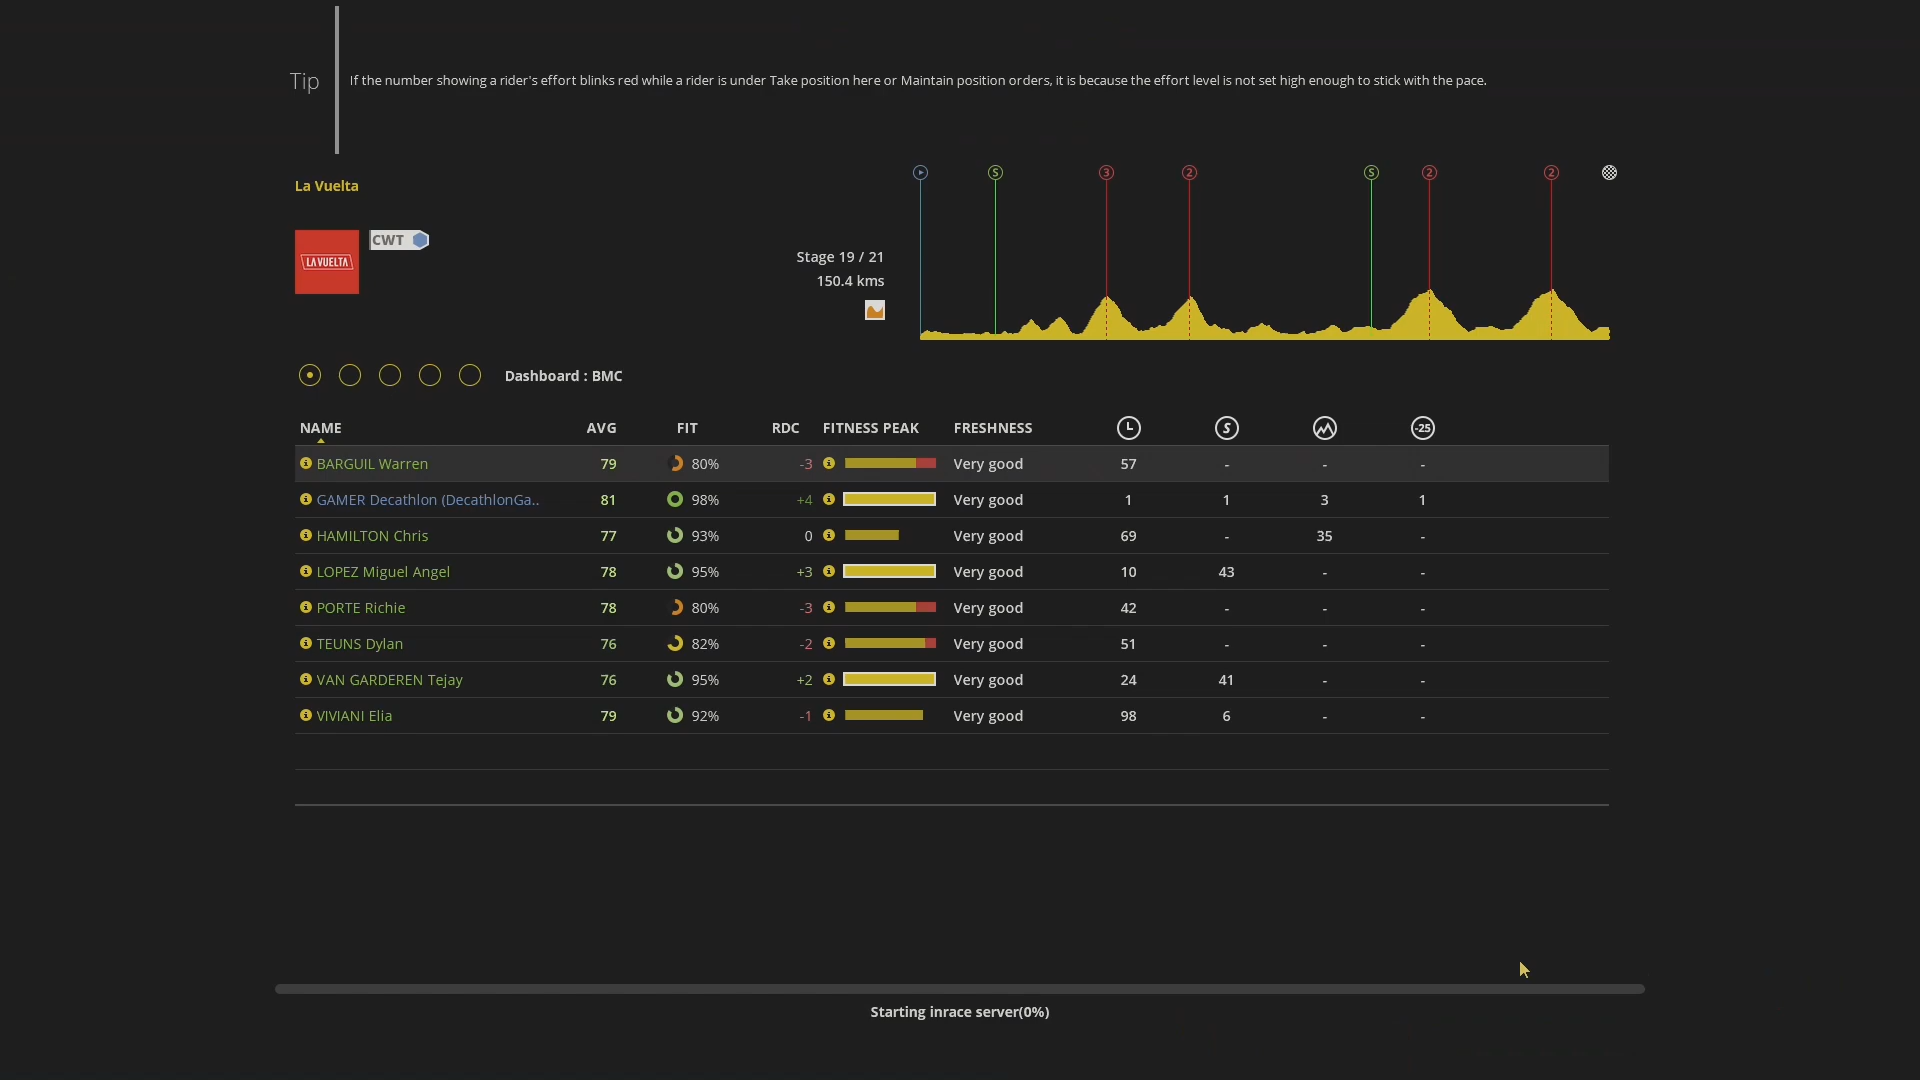 Tip
If the number showing a rider's effort blinks red while a rider is under Take position here or Maintain position orders, it is because the effort level is not set high enough to stick with the pace.
S 3 2 S 2 2
La Vuelta
CWT
LA VUELTA
Stage 19 / 21
150.4 kms
Dashboard : BMC
NAME AVG FIT RDC FITNESS PEAK FRESHNESS S -25
BARGUIL Warren 79 80% -3 Very good 57 - - -
GAMER Decathlon (DecathlonGa.. 81 98% +4 Very good 1 1 3 1
HAMILTON Chris 77 93% 0 Very good 69 - 35 -
LOPEZ Miguel Angel 78 95% +3 Very good 10 43 - -
PORTE Richie 78 80% -3 Very good 42 - - -
TEUNS Dylan 76 82% -2 Very good 51 - - -
VAN GARDEREN Tejay 76 95% +2 Very good 24 41 - -
VIVIANI Elia 79 92% -1 Very good 98 6 - -
Starting inrace server(0%)